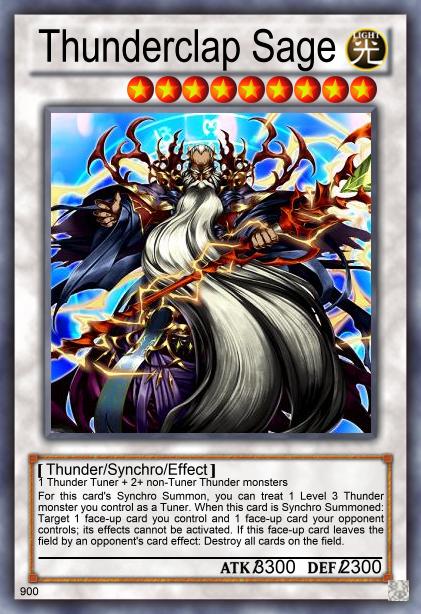 Thunderclap Sage
LIGHT
光
[ Thunder/Synchro/Effect ]
1 Thunder Tuner + 2+ non-Tuner Thunder monsters
For this card's Synchro Summon, you can treat 1 Level 3 Thunder
monster you control as a Tuner. When this card is Synchro Summoned:
Target 1 face-up card you control and 1 face-up card your opponent
controls; its effects cannot be activated. If this face-up card leaves the
field by an opponent's card effect: Destroy all cards on the field.
ATK 3300 DEF 2300
900